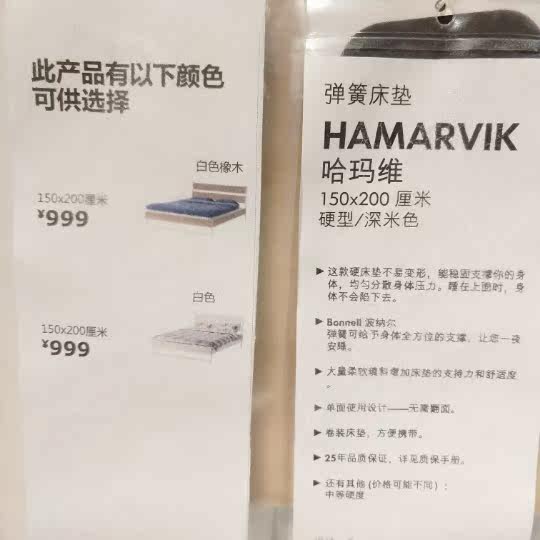 此产品有以下颜色
可供选择
白色橡木
150x200厘米
¥999
白色
150x200厘米
¥999
弹簧床垫
HAMARVIK
哈玛维
150x200 厘米
硬型/深米色
▶ 这款硬床垫不易变形，能稳固支撑你的身
体，均匀分散身体压力。睡在上面时，身
体不会陷下去。
▶ Bonnell 波纳尔
弹簧可给予身体全方位的支撑，让您一夜
安睡。
▶ 大量柔软填料增加床垫的支持力和舒适度
。
▶ 单面使用设计——无需翻面。
▶ 卷装床垫，方便携带。
▶ 25年品质保证，详见质保手册。
▶ 还有其他 (价格可能不同)：
中等硬度